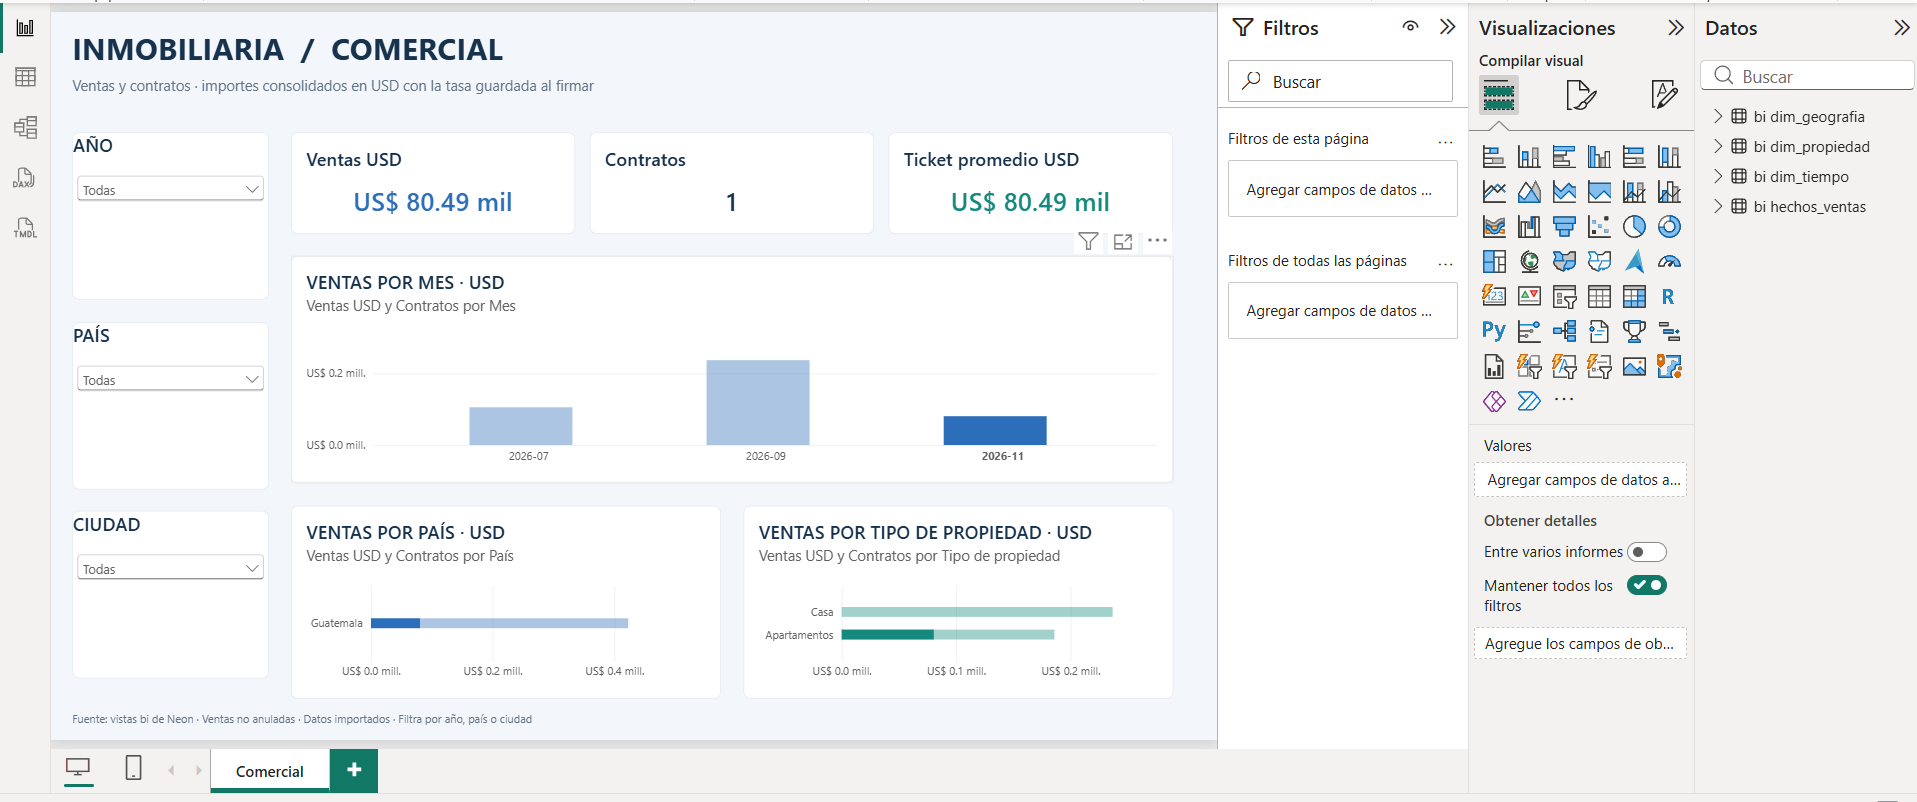 INMOBILIARIA / COMERCIAL
Ventas y contratos · importes consolidados en USD con la tasa guardada al firmar
AÑO
Todas
PAÍS
Todas
CIUDAD
Todas
Ventas USD
US$ 80.49 mil
Contratos
1
Ticket promedio USD
US$ 80.49 mil
VENTAS POR MES · USD
Ventas USD y Contratos por Mes
US$ 0.2 mill.
US$ 0.0 mill.
2026-07
2026-09
2026-11
VENTAS POR PAÍS · USD
Ventas USD y Contratos por País
Guatemala
US$ 0.0 mill.
US$ 0.2 mill.
US$ 0.4 mill.
VENTAS POR TIPO DE PROPIEDAD · USD
Ventas USD y Contratos por Tipo de propiedad
Casa
Apartamentos
US$ 0.0 mill.
US$ 0.1 mill.
US$ 0.2 mill.
Fuente: vistas bi de Neon · Ventas no anuladas · Datos importados · Filtra por año, país o ciudad
Comercial
DAX
TMDL
Filtros
Buscar
Filtros de esta página
...
Agregar campos de datos ...
Filtros de todas las páginas
...
Agregar campos de datos ...
Visualizaciones
Compilar visual
123
R
Py
...
Valores
Agregar campos de datos a...
Obtener detalles
Entre varios informes
Mantener todos los
filtros
Agregue los campos de ob...
Datos
Buscar
bi dim_geografia
bi dim_propiedad
bi dim_tiempo
bi hechos_ventas